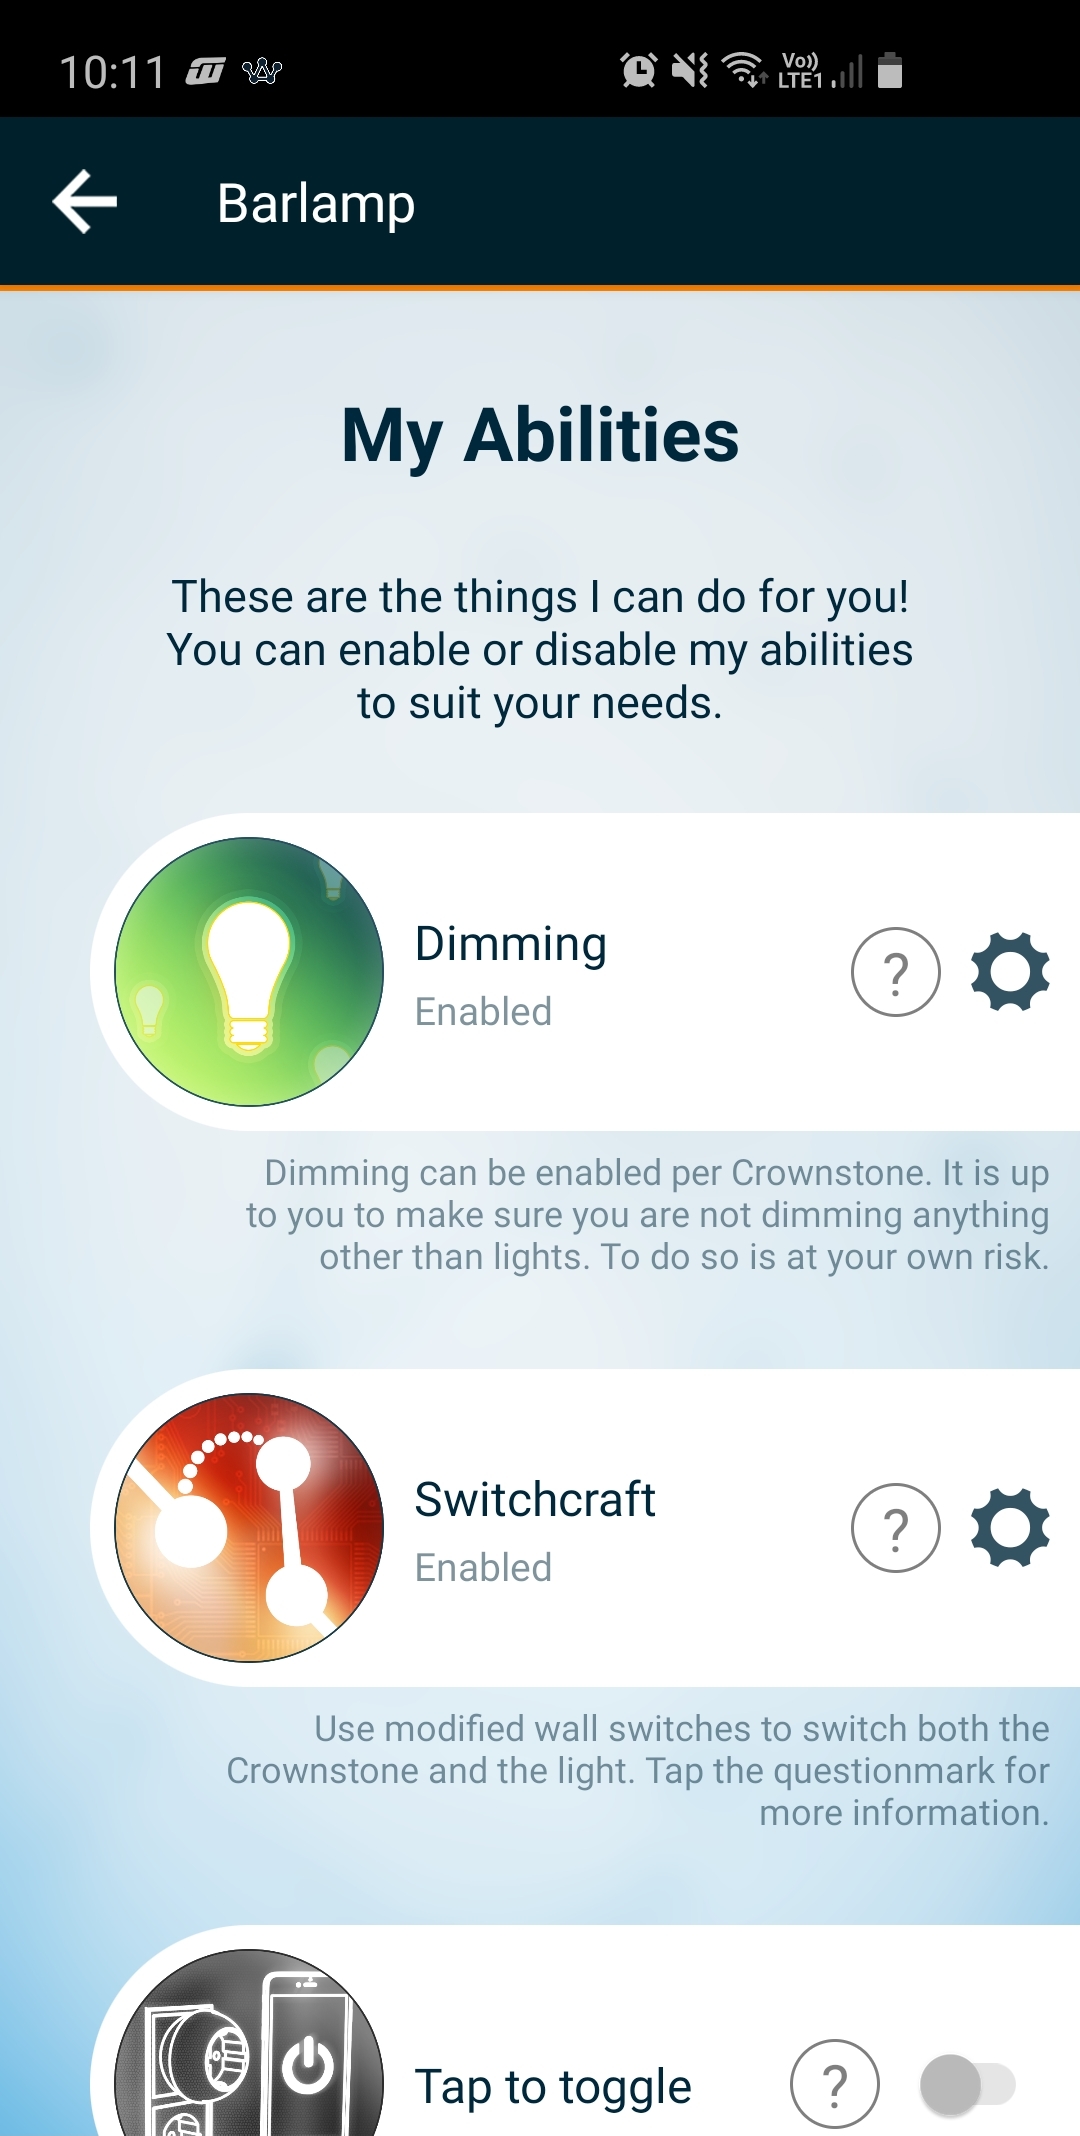 10:11
Vo))
LTE1
Barlamp
My Abilities
These are the things I can do for you!
You can enable or disable my abilities
to suit your needs.
Dimming
?
Enabled
Dimming can be enabled per Crownstone. It is up
to you to make sure you are not dimming anything
other than lights. To do so is at your own risk.
Switchcraft
?
Enabled
Use modified wall switches to switch both the
Crownstone and the light. Tap the questionmark for
more information.
Tap to toggle
?